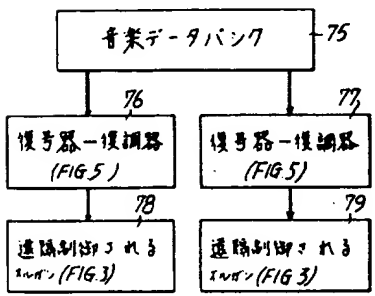 音楽データバンク 75
76 77
復号器-復調器 復号器-復調器
(FIG.5) (FIG.5)
78 79
遠隔制御される 遠隔制御される
オルガン(FIG.3) オルガン(FIG.3)